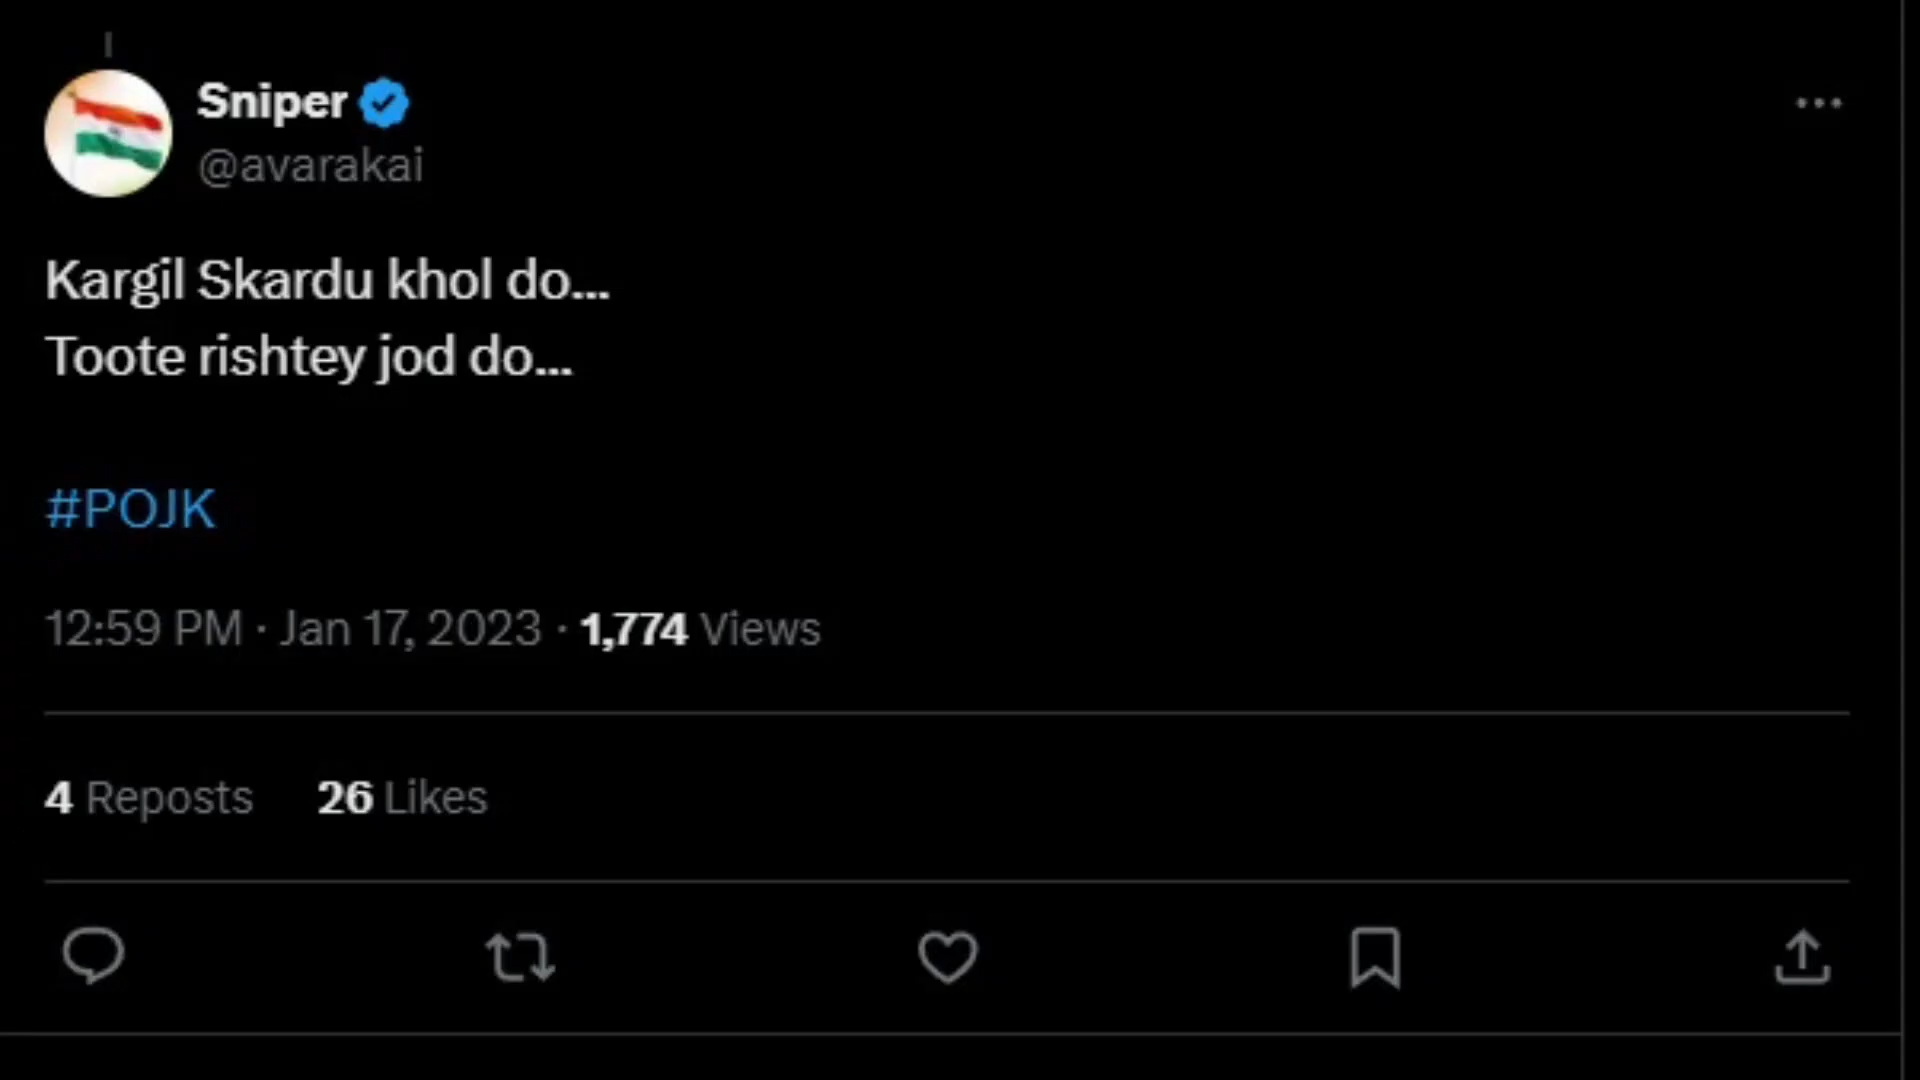 Sniper
@avarakai
Kargil Skardu khol do...
Toote rishtey jod do...
#POJK
12:59 PM · Jan 17, 2023 · 1,774 Views
4 Reposts 26 Likes